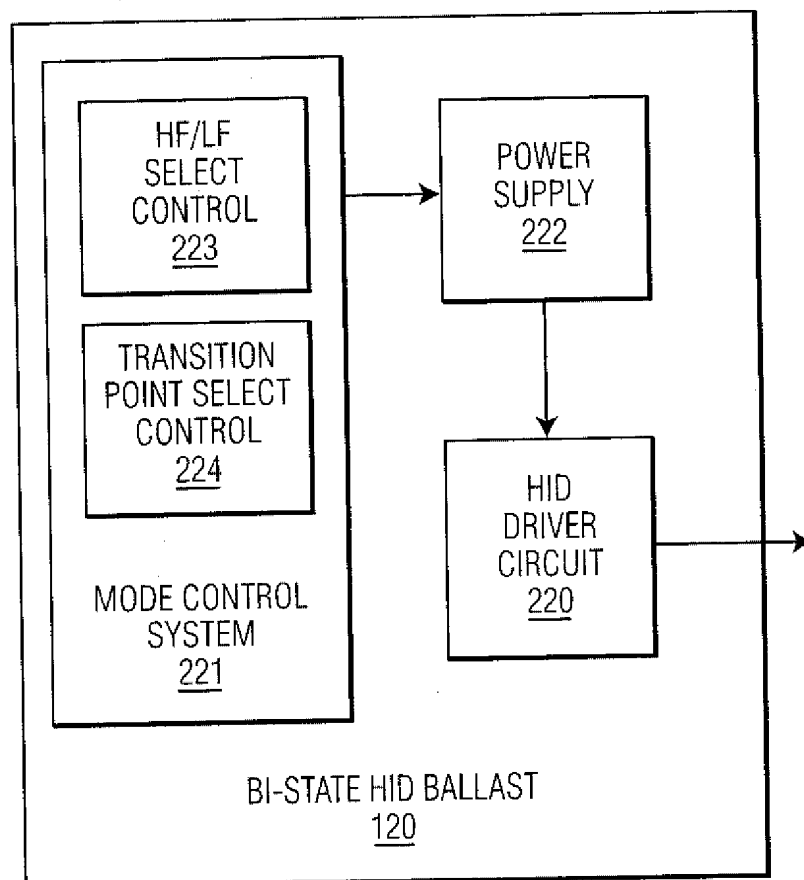 HF/LF
SELECT
CONTROL
223
TRANSITION
POINT SELECT
CONTROL
224
MODE CONTROL
SYSTEM
221
POWER
SUPPLY
222
HID
DRIVER
CIRCUIT
220
BI-STATE HID BALLAST
120